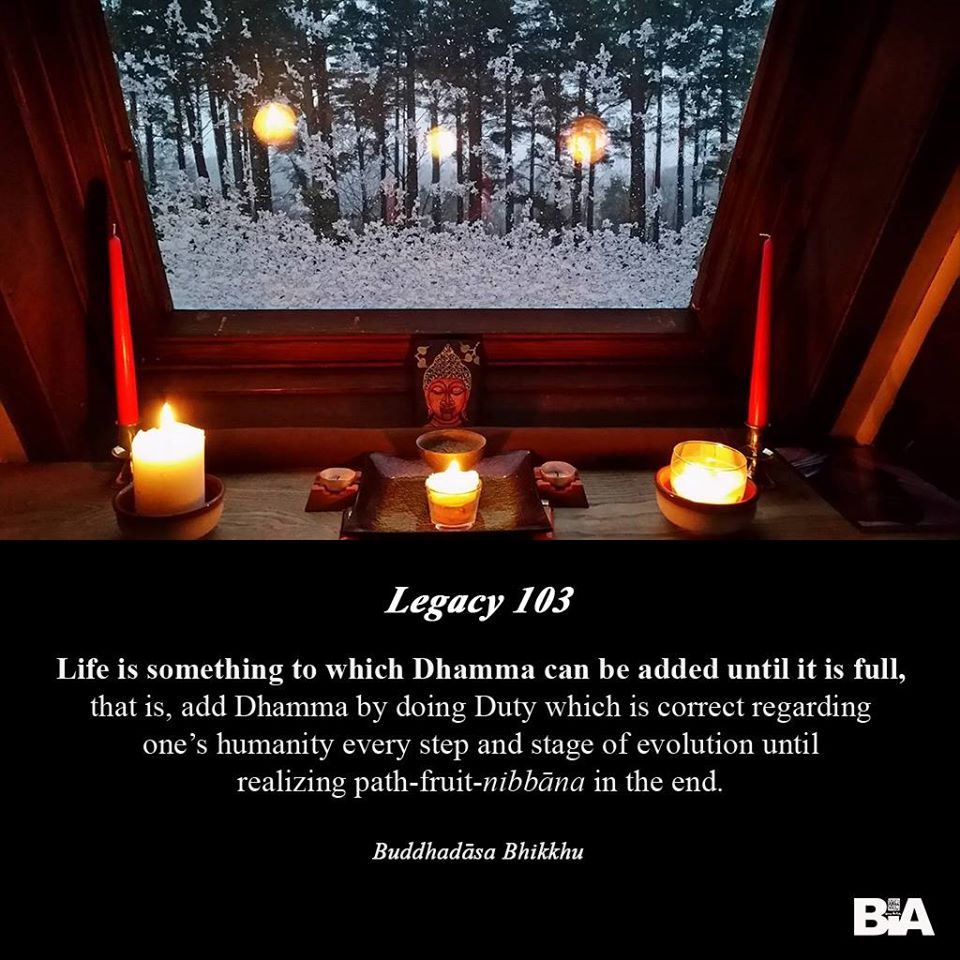 Legacy 103
Life is something to which Dhamma can be added until it is full,
that is, add Dhamma by doing Duty which is correct regarding
one’s humanity every step and stage of evolution until
realizing path-fruit-nibbāna in the end.
Buddhadāsa Bhikkhu
BIA